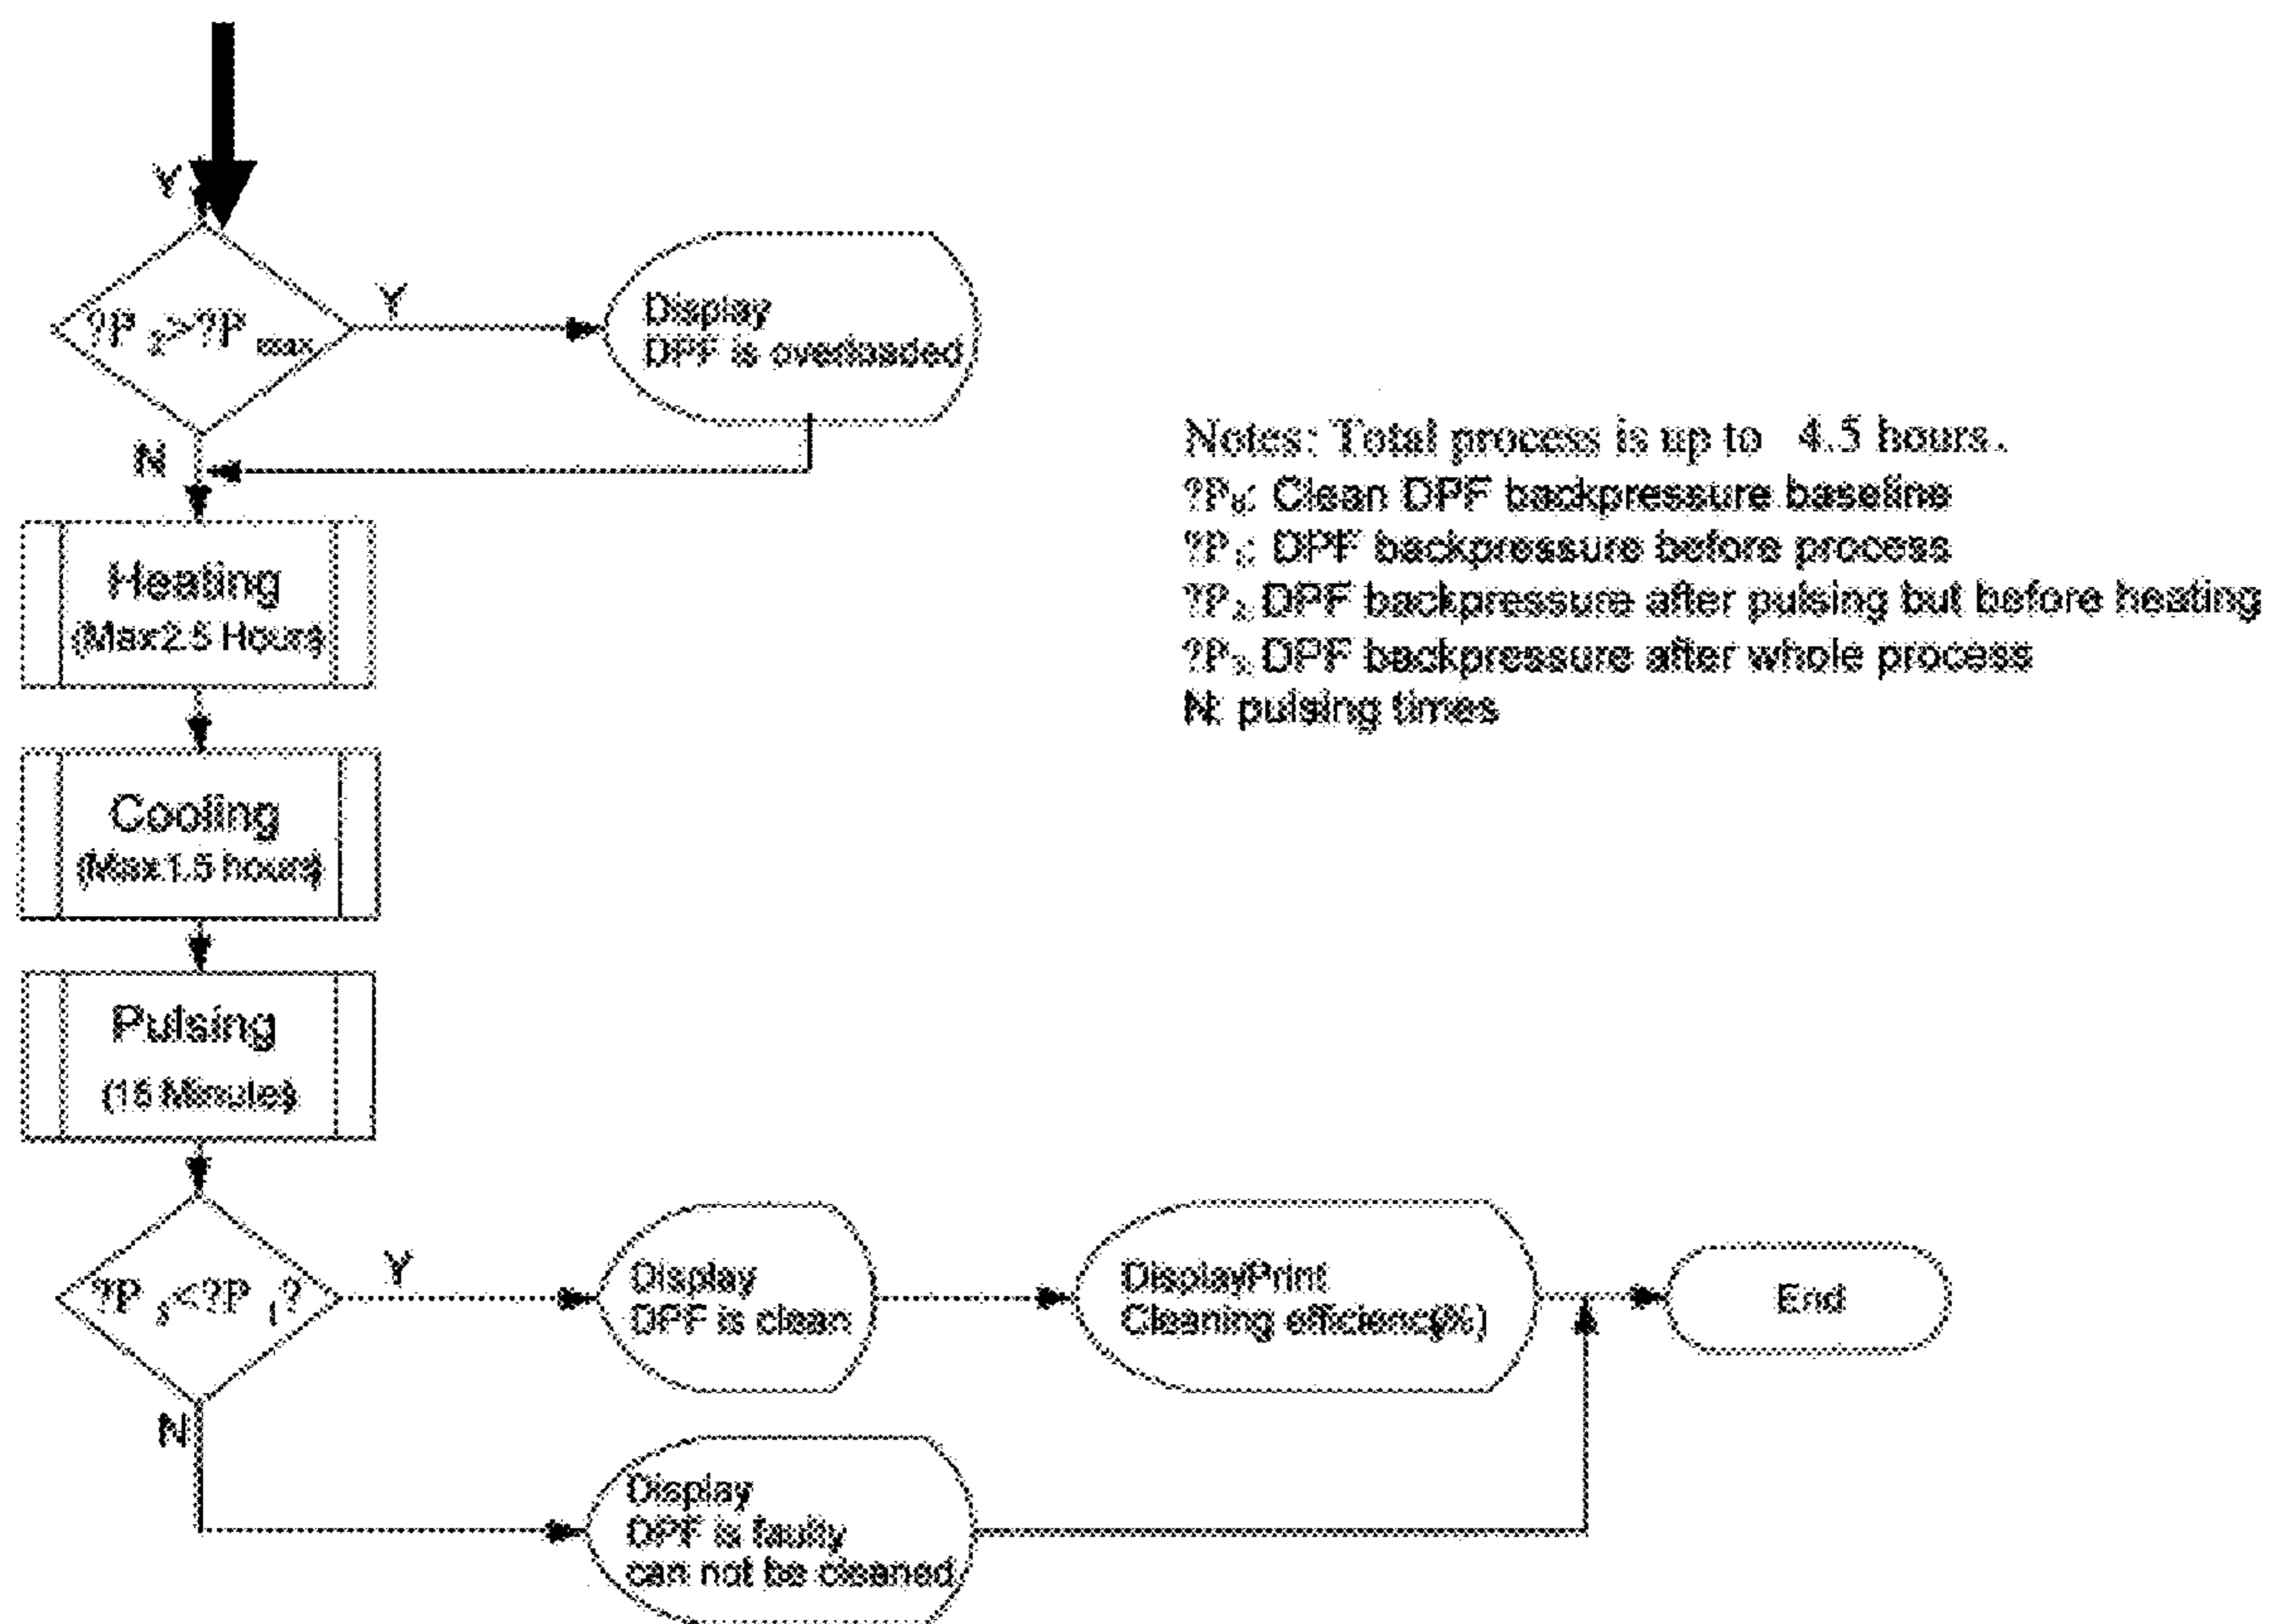 Y
?P 2>?P max
Y
Display
DPF is overloaded
N
Notes: Total process is up to 4.5 hours.
?P0: Clean DPF backpressure baseline
?P1: DPF backpressure before process
?P2: DPF backpressure after pulsing but before heating
?P3: DPF backpressure after whole process
N: pulsing times
Heating
(Max2.5 Hours)
Cooling
(Max1.5 hours)
Pulsing
(15 Minutes)
?P 3<?P 1?
Y
Display
DPF is clean
DisplayPrint
Cleaning efficiency(%)
End
N
Display
DPF is faulty
can not be cleaned